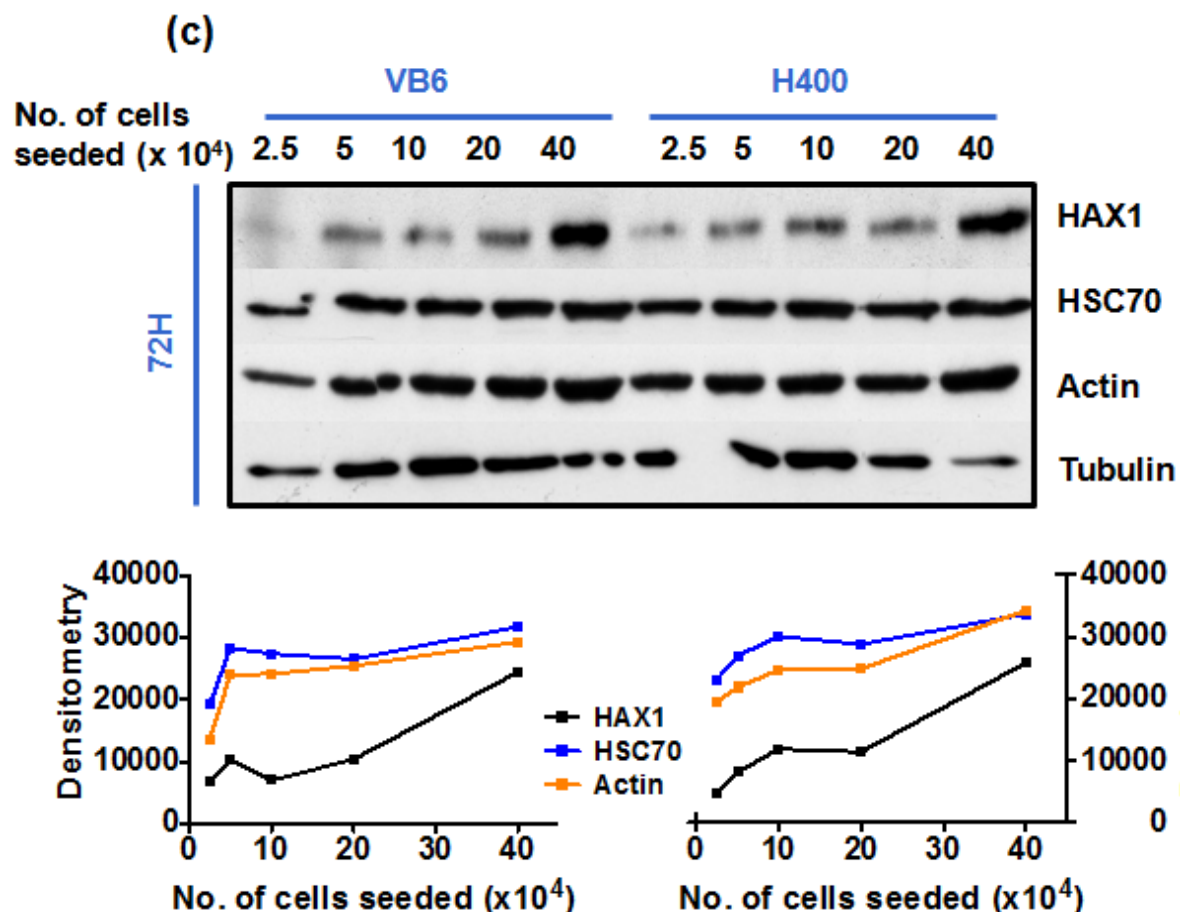 (c)
VB6 H400
No. of cells
seeded (x 10⁴) 2.5 5 10 20 40 2.5 5 10 20 40
72H
HAX1
HSC70
Actin
Tubulin
Densitometry
40000
30000
20000
10000
0
0 10 20 30 40
No. of cells seeded (x10⁴)
HAX1
HSC70
Actin
40000
30000
20000
10000
0
0 10 20 30 40
No. of cells seeded (x10⁴)